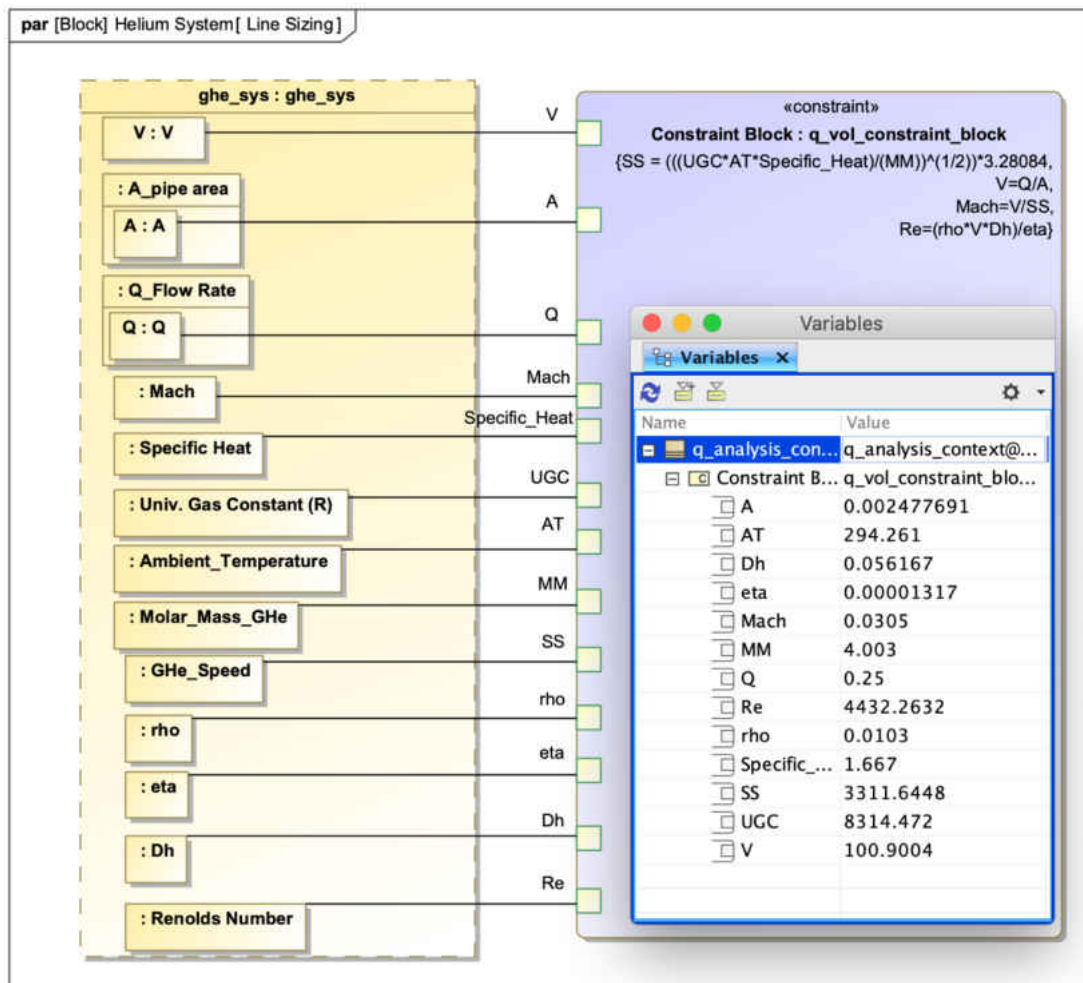 par [Block] Helium System[ Line Sizing ]
ghe_sys : ghe_sys
V : V
: A_pipe area
A : A
: Q_Flow Rate
Q : Q
: Mach
: Specific Heat
: Univ. Gas Constant (R)
: Ambient_Temperature
: Molar_Mass_GHe
: GHe_Speed
: rho
: eta
: Dh
: Renolds Number
V
A
Q
Mach
Specific_Heat
UGC
AT
MM
SS
rho
eta
Dh
Re
«constraint»
Constraint Block : q_vol_constraint_block
{SS = (((UGC*AT*Specific_Heat)/(MM))^(1/2))*3.28084,
V=Q/A,
Mach=V/SS,
Re=(rho*V*Dh)/eta}
Variables
Variables
Name Value
q_analysis_con... q_analysis_context@...
Constraint B... q_vol_constraint_blo...
A 0.002477691
AT 294.261
Dh 0.056167
eta 0.00001317
Mach 0.0305
MM 4.003
Q 0.25
Re 4432.2632
rho 0.0103
Specific_... 1.667
SS 3311.6448
UGC 8314.472
V 100.9004